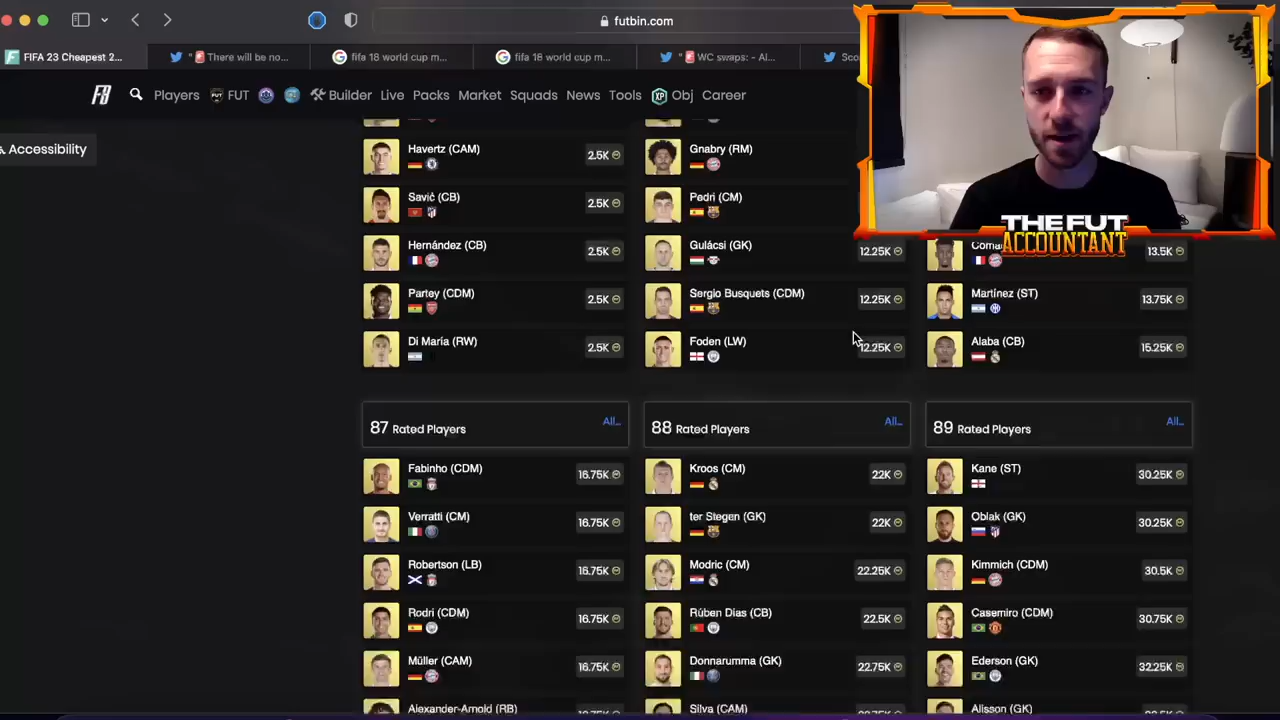 futbin.com
FIFA 23 Cheapest 2...
"🚨There will be no...
fifa 18 world cup m...
fifa 18 world cup m...
"🚨WC swaps: - Al...
FB
Players
FUT
Builder
Live
Packs
Market
Squads
News
Tools
XP
Obj
Career
Accessibility
Havertz (CAM)
2.5K
Gnabry (RM)
Savić (CB)
2.5K
Pedri (CM)
Hernández (CB)
2.5K
Gulácsi (GK)
12.25K
13.5K
Partey (CDM)
2.5K
Sergio Busquets (CDM)
12.25K
Martínez (ST)
13.75K
Di María (RW)
2.5K
Foden (LW)
12.25K
Alaba (CB)
15.25K
THE FUT
ACCOUNTANT
87 Rated Players
All...
88 Rated Players
All...
89 Rated Players
All...
Fabinho (CDM)
16.75K
Kroos (CM)
22K
Kane (ST)
30.25K
Verratti (CM)
16.75K
ter Stegen (GK)
22K
Oblak (GK)
30.25K
Robertson (LB)
16.75K
Modric (CM)
22.25K
Kimmich (CDM)
30.5K
Rodri (CDM)
16.75K
Rúben Dias (CB)
22.5K
Casemiro (CDM)
30.75K
Müller (CAM)
16.75K
Donnarumma (GK)
22.75K
Ederson (GK)
32.25K
Alexander-Arnold (RB)
Silva (CAM)
Alisson (GK)